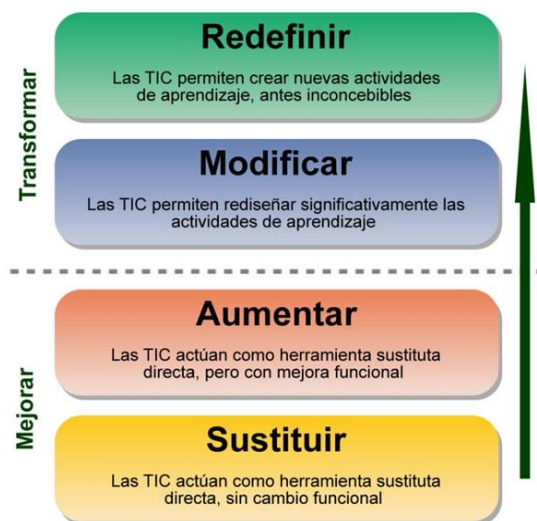 Transformar
Redefinir
Las TIC permiten crear nuevas actividades
de aprendizaje, antes inconcebibles
Modificar
Las TIC permiten rediseñar significativamente las
actividades de aprendizaje
Mejorar
Aumentar
Las TIC actúan como herramienta sustituta
directa, pero con mejora funcional
Sustituir
Las TIC actúan como herramienta sustituta
directa, sin cambio funcional